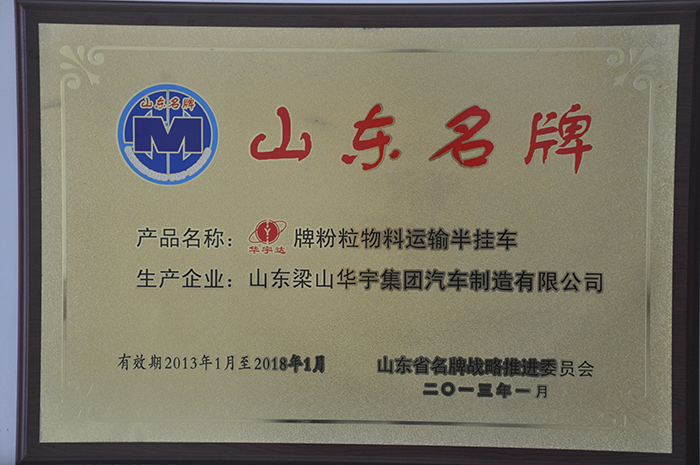 山东名牌
M
山东名牌
产品名称：华宇达牌粉粒物料运输半挂车
生产企业：山东梁山华宇集团汽车制造有限公司
有效期2013年1月至2018年1月
山东省名牌战略推进委员会
二〇一三年一月